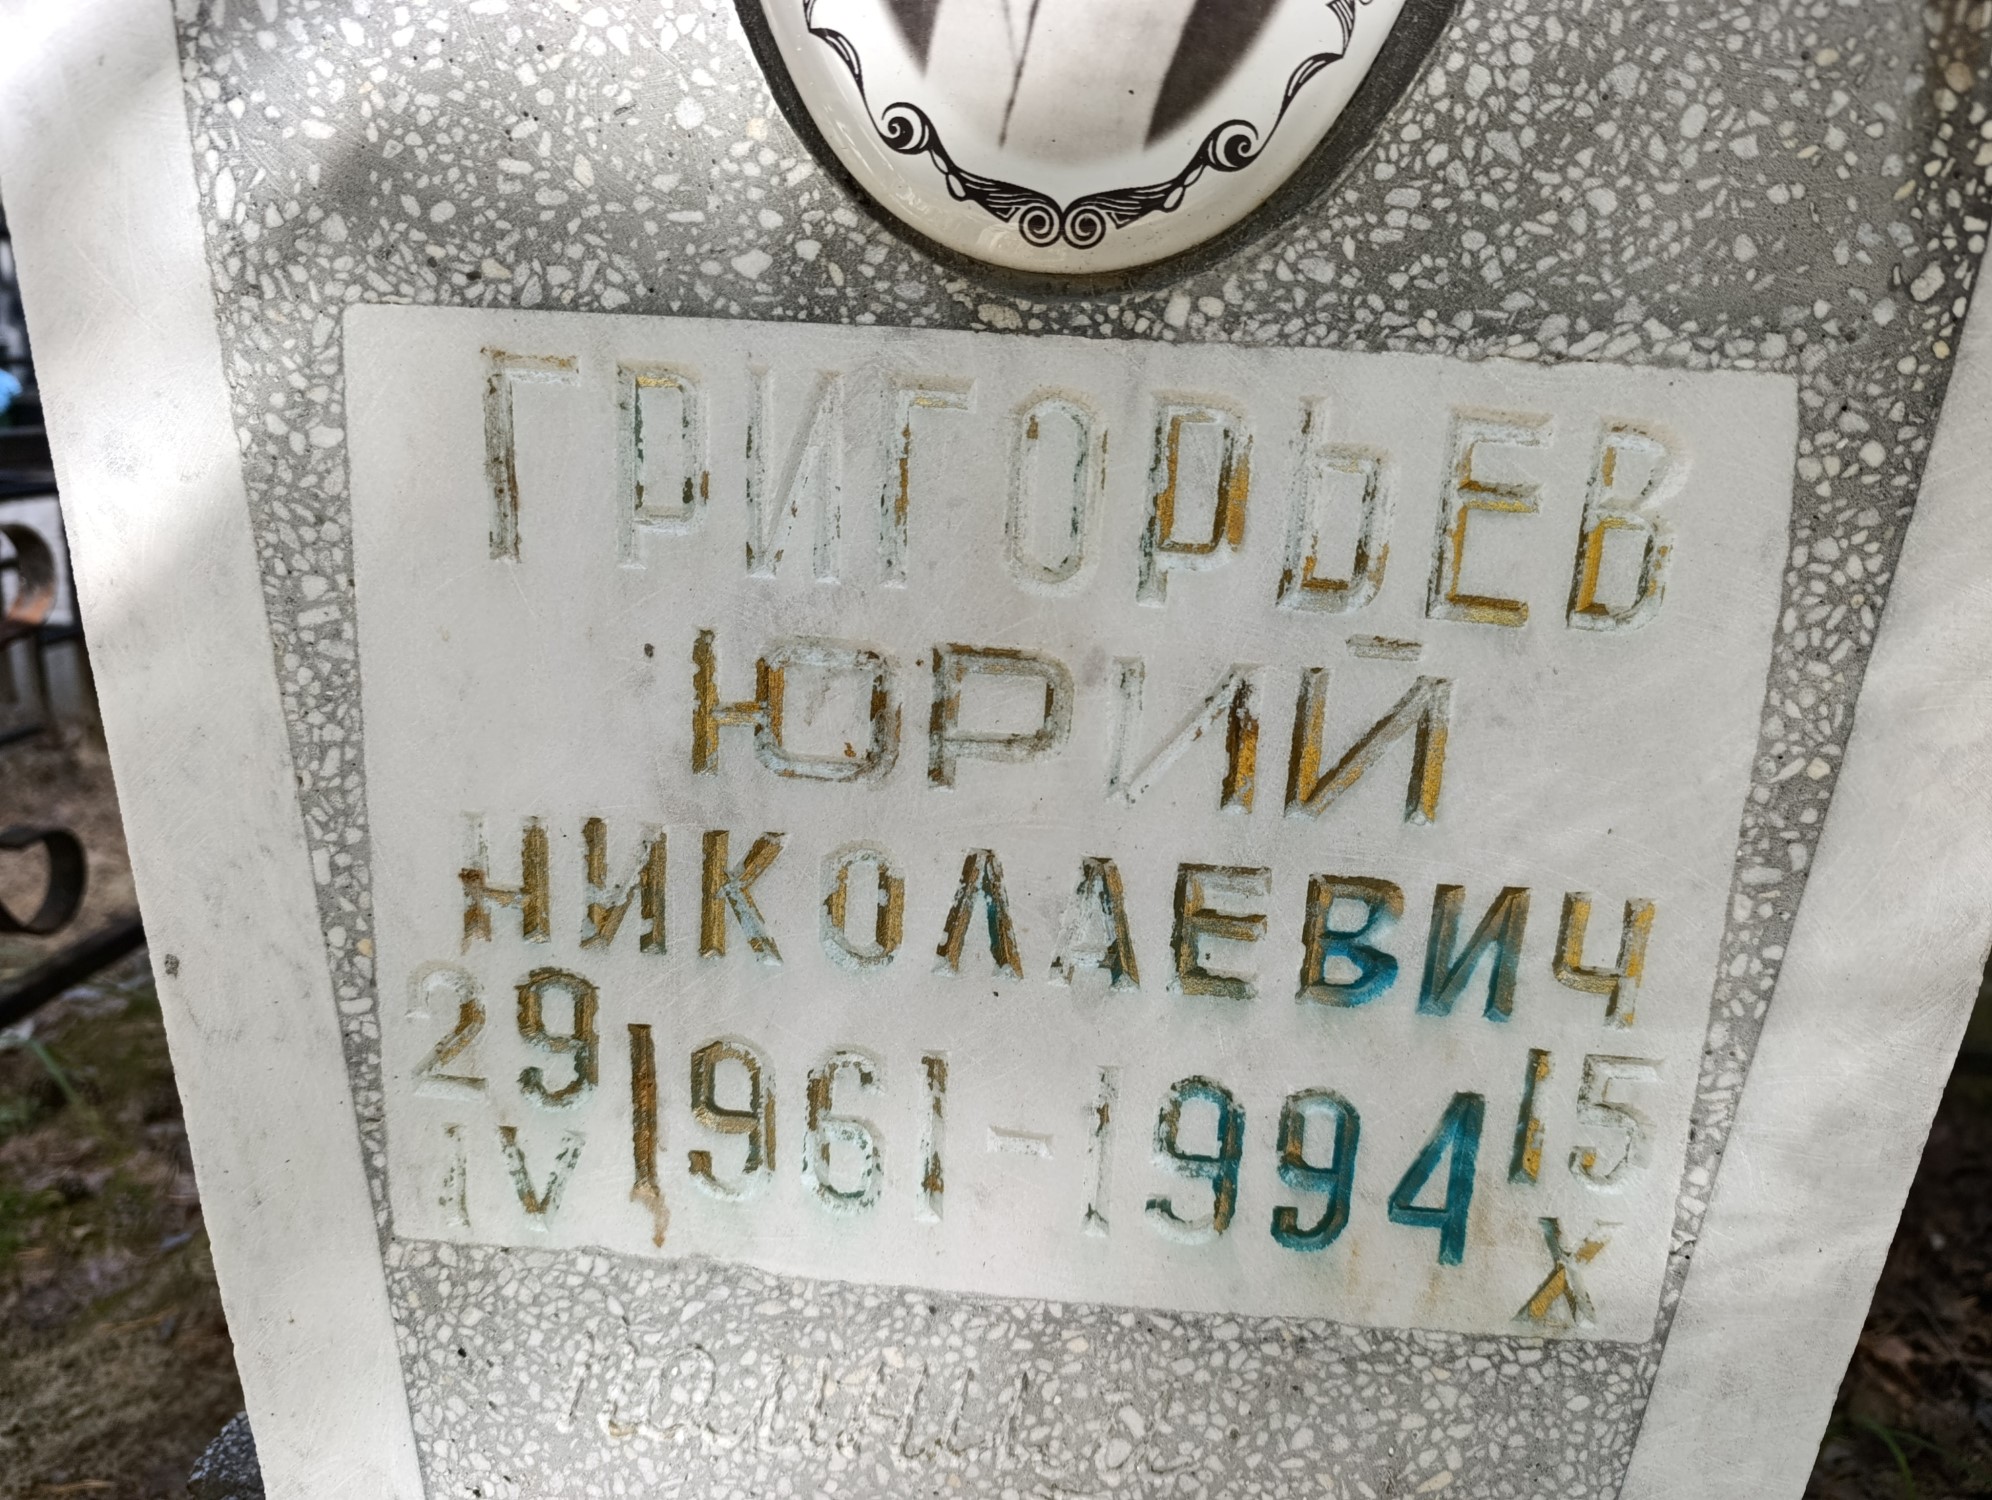 ГРИГОРЬЕВ
ЮРИЙ
НИКОЛАЕВИЧ
29 IV 1961-1994 15 X